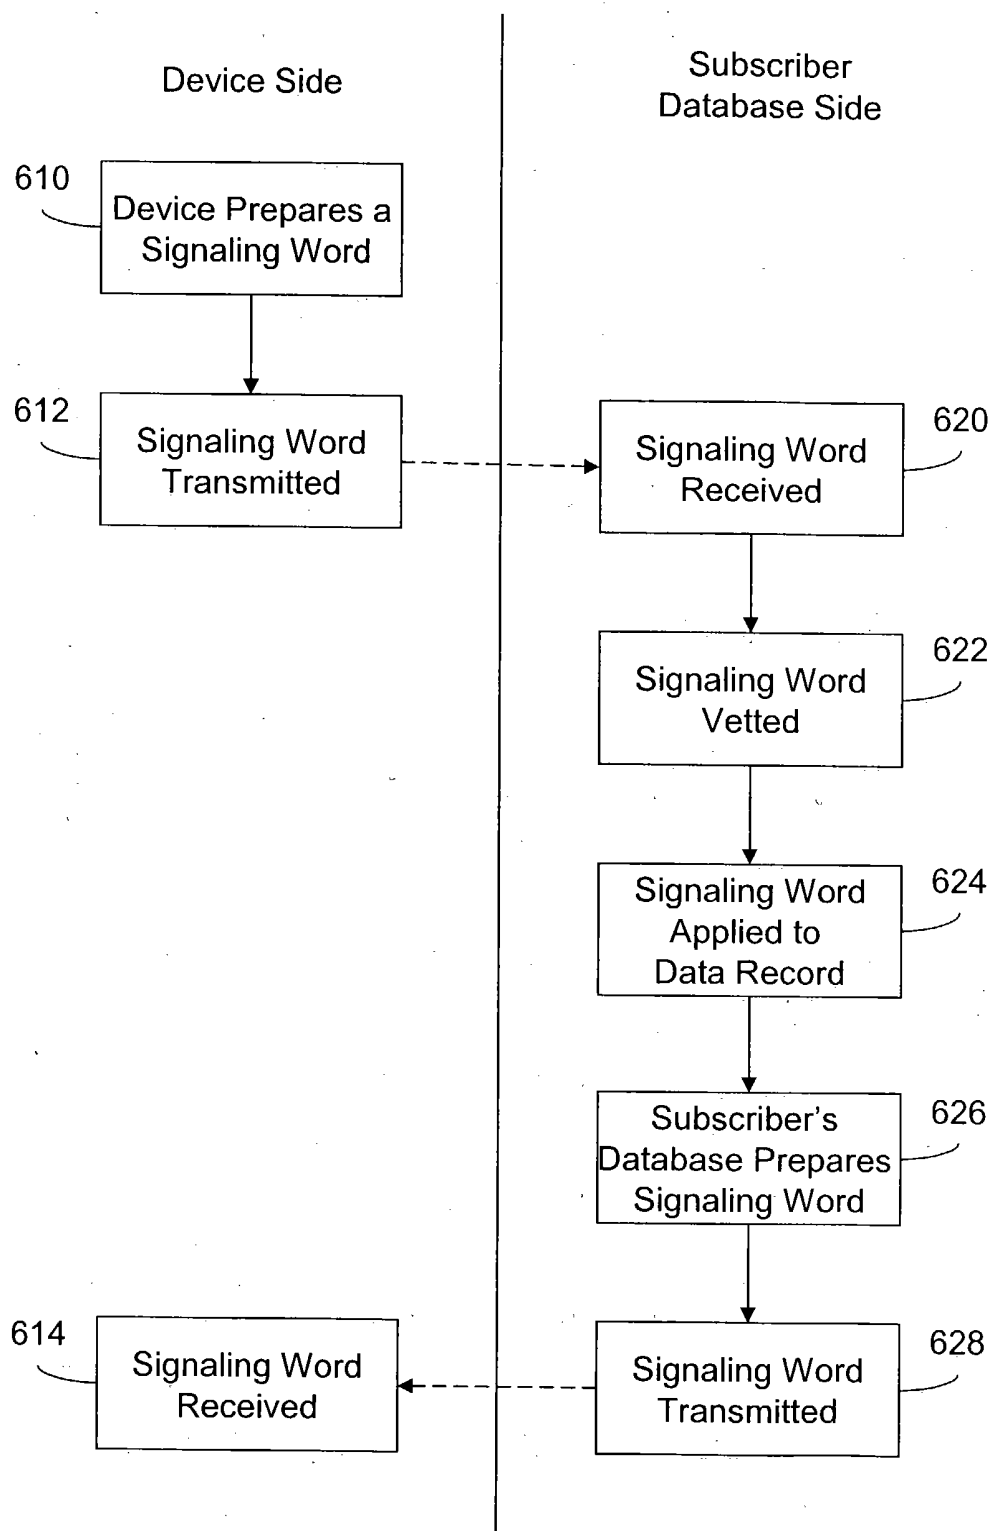 Device Side
Subscriber
Database Side
610
Device Prepares a
Signaling Word
612
Signaling Word
Transmitted
620
Signaling Word
Received
622
Signaling Word
Vetted
624
Signaling Word
Applied to
Data Record
626
Subscriber's
Database Prepares
Signaling Word
614
Signaling Word
Received
628
Signaling Word
Transmitted